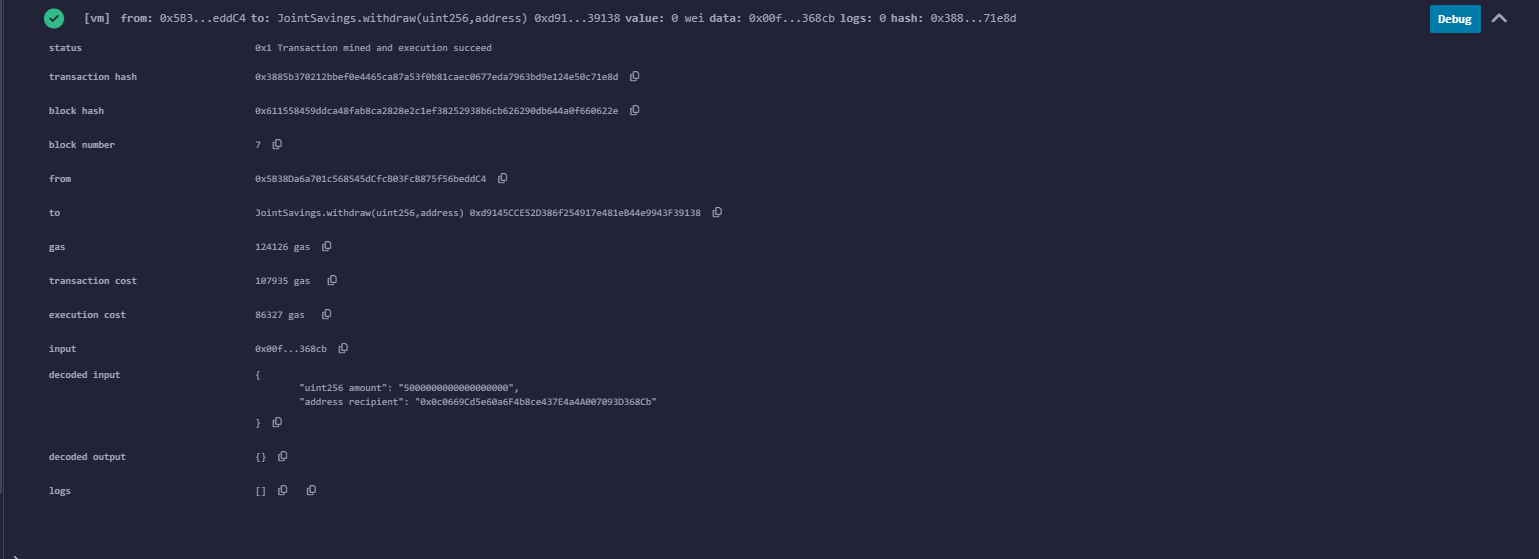 [vm] from: 0x5B3...eddC4 to: JointSavings.withdraw(uint256,address) 0xd91...39138 value: 0 wei data: 0x00f...368cb logs: 0 hash: 0x388...71e8d Debug
status 0x1 Transaction mined and execution succeed
transaction hash 0x3885b370212bbef0e4465ca87a53f0b81caec0677eda7963bd9e124e50c71e8d
block hash 0x611558459ddca48fab8ca2828e2c1ef38252938b6cb626290db644a0f660622e
block number 7
from 0x5B38Da6a701c568545dCfcB03FcB875f56beddC4
to JointSavings.withdraw(uint256,address) 0xd9145CCE52D386f254917e481eB44e9943F39138
gas 124126 gas
transaction cost 107935 gas
execution cost 86327 gas
input 0x00f...368cb
decoded input {
"uint256 amount": "5000000000000000000",
"address recipient": "0x0c0669Cd5e60a6F4b8ce437E4a4A007093D368Cb"
}
decoded output {}
logs []